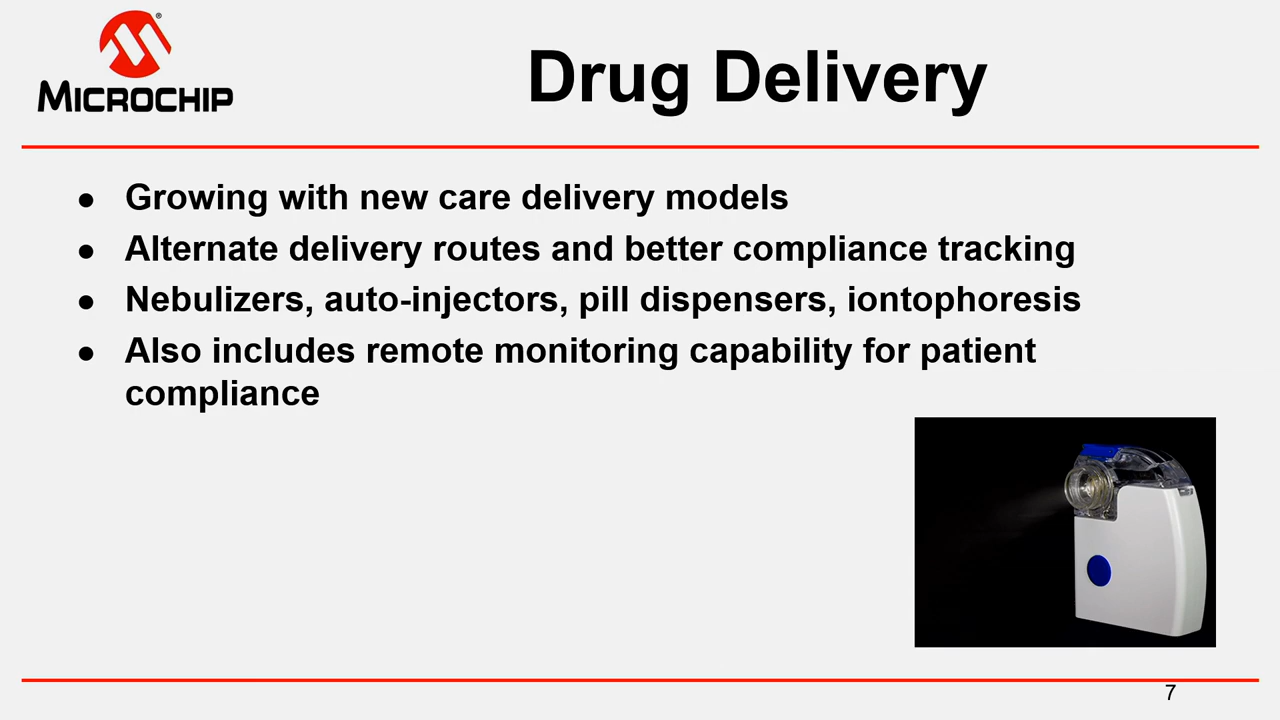 MICROCHIP
®
Drug Delivery
● Growing with new care delivery models
● Alternate delivery routes and better compliance tracking
● Nebulizers, auto-injectors, pill dispensers, iontophoresis
● Also includes remote monitoring capability for patient
compliance
7